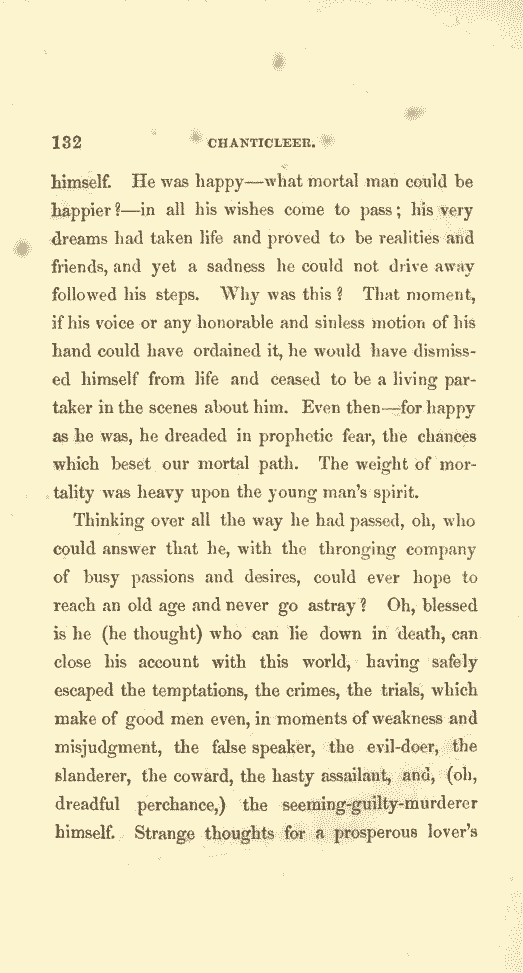 132 CHANTICLEER.
himself. He was happy—what mortal man could be
happier?—in all his wishes come to pass; his very
dreams had taken life and proved to be realities and
friends, and yet a sadness he could not drive away
followed his steps. Why was this? That moment,
if his voice or any honorable and sinless motion of his
hand could have ordained it, he would have dismiss-
ed himself from life and ceased to be a living par-
taker in the scenes about him. Even then—for happy
as he was, he dreaded in prophetic fear, the chances
which beset our mortal path. The weight of mor-
tality was heavy upon the young man's spirit.
Thinking over all the way he had passed, oh, who
could answer that he, with the thronging company
of busy passions and desires, could ever hope to
reach an old age and never go astray? Oh, blessed
is he (he thought) who can lie down in death, can
close his account with this world, having safely
escaped the temptations, the crimes, the trials, which
make of good men even, in moments of weakness and
misjudgment, the false speaker, the evil-doer, the
slanderer, the coward, the hasty assailant, and, (oh,
dreadful perchance,) the seeming-guilty-murderer
himself. Strange thoughts for a prosperous lover's